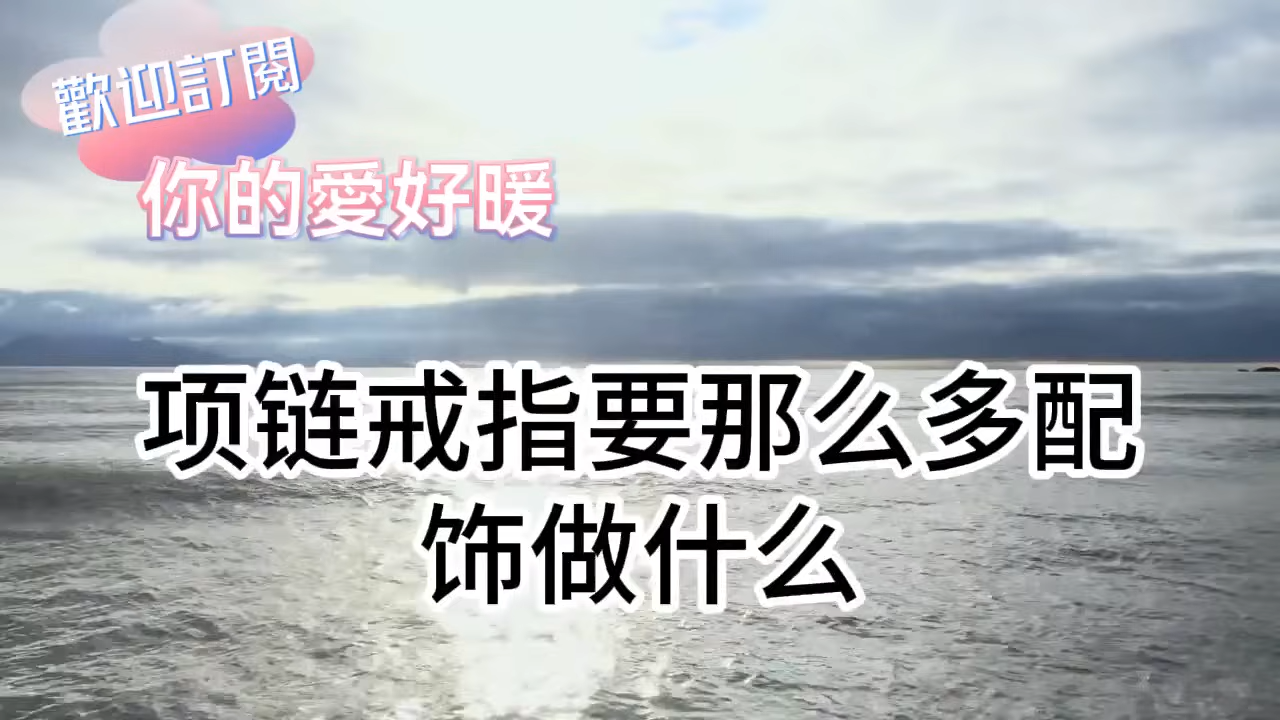 歡迎訂閱
你的愛好暖
项链戒指要那么多配
饰做什么